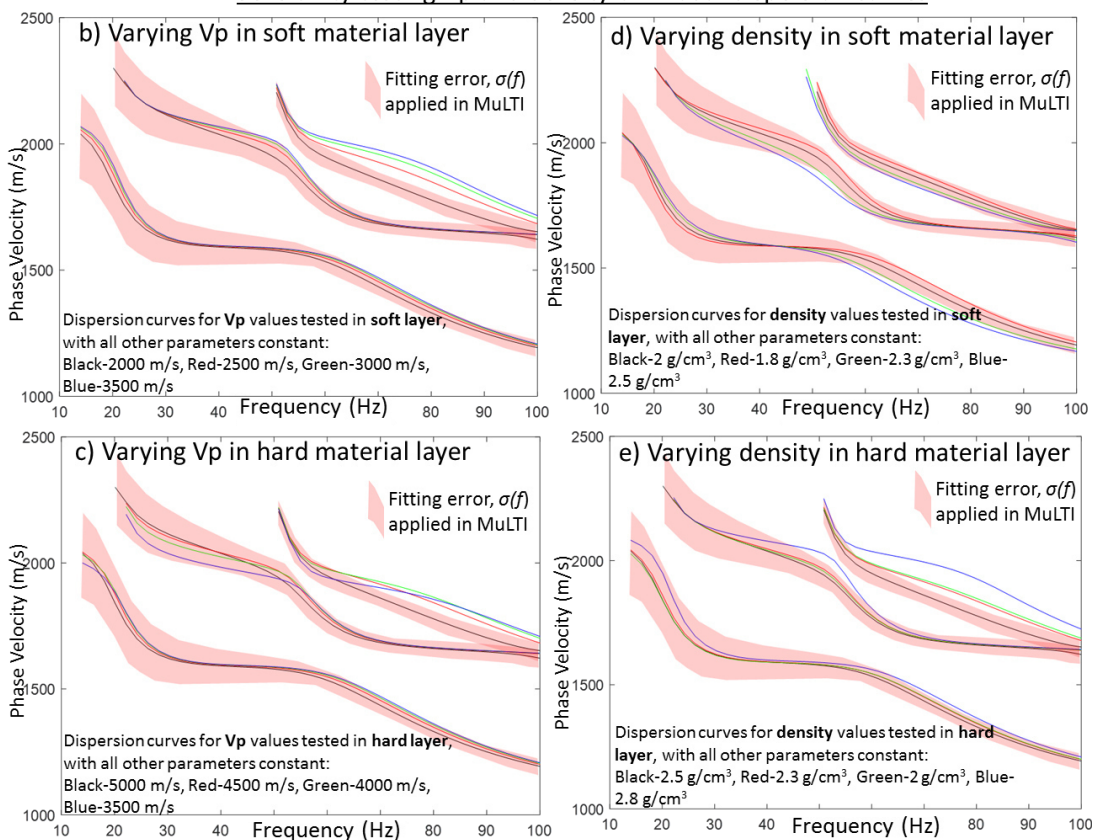 b) Varying Vp in soft material layer
Fitting error, σ(f)
applied in MuLTI
2000
1500
1000
Phase Velocity (m/s)
Dispersion curves for Vp values tested in soft layer,
with all other parameters constant:
Black-2000 m/s, Red-2500 m/s, Green-3000 m/s,
Blue-3500 m/s
10 20 30 40 80 90 100
Frequency (Hz)
d) Varying density in soft material layer
Fitting error, σ(f)
applied in MuLTI
2500
2000
1500
1000
Phase Velocity (m/s)
Dispersion curves for density values tested in soft
layer, with all other parameters constant:
Black-2 g/cm³, Red-1.8 g/cm³, Green-2.3 g/cm³, Blue-
2.5 g/cm³
10 20 30 40 80 90 100
Frequency (Hz)
c) Varying Vp in hard material layer
Fitting error, σ(f)
applied in MuLTI
2500
2000
1500
1000
Phase Velocity (m/s)
Dispersion curves for Vp values tested in hard layer,
with all other parameters constant:
Black-5000 m/s, Red-4500 m/s, Green-4000 m/s,
Blue-3500 m/s
10 20 30 40 80 90 100
Frequency (Hz)
e) Varying density in hard material layer
Fitting error, σ(f)
applied in MuLTI
2500
2000
1500
1000
Phase Velocity (m/s)
Dispersion curves for density values tested in hard
layer, with all other parameters constant:
Black-2.5 g/cm³, Red-2.3 g/cm³, Green-2 g/cm³, Blue-
2.8 g/cm³
10 20 30 40 80 90 100
Frequency (Hz)